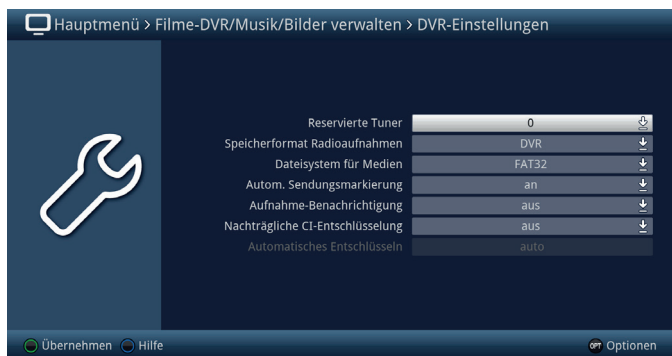 Hauptmenü > Filme-DVR/Musik/Bilder verwalten > DVR-Einstellungen
Reservierte Tuner 0
Speicherformat Radioaufnahmen DVR
Dateisystem für Medien FAT32
Autom. Sendungsmarkierung an
Aufnahme-Benachrichtigung aus
Nachträgliche CI-Entschlüsselung aus
Automatisches Entschlüsseln auto
Übernehmen Hilfe OPT Optionen